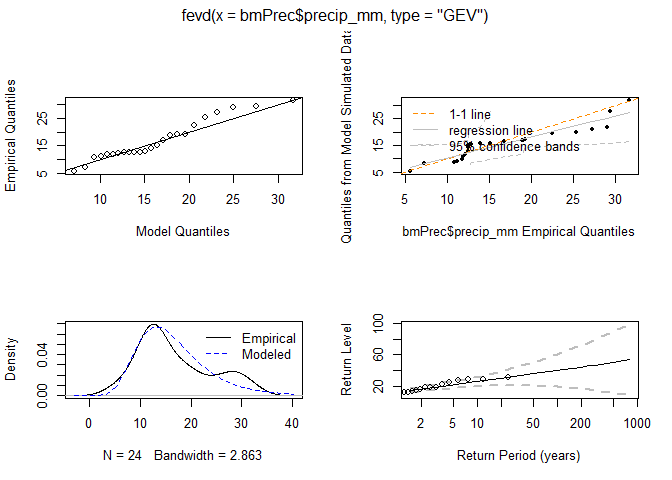 fevd(x = bmPrec$precip_mm, type = "GEV")
Empirical Quantiles
5 15 25
10 15 20 25 30
Model Quantiles
Quantiles from Model Simulated Data
5 15 25
1-1 line
regression line
95% confidence bands
5 10 15 20 25 30
bmPrec$precip_mm Empirical Quantiles
Density
0.00 0.04
Empirical
Modeled
0 10 20 30 40
N = 24 Bandwidth = 2.863
Return Level
20 60 100
2 5 10 50 200 1000
Return Period (years)